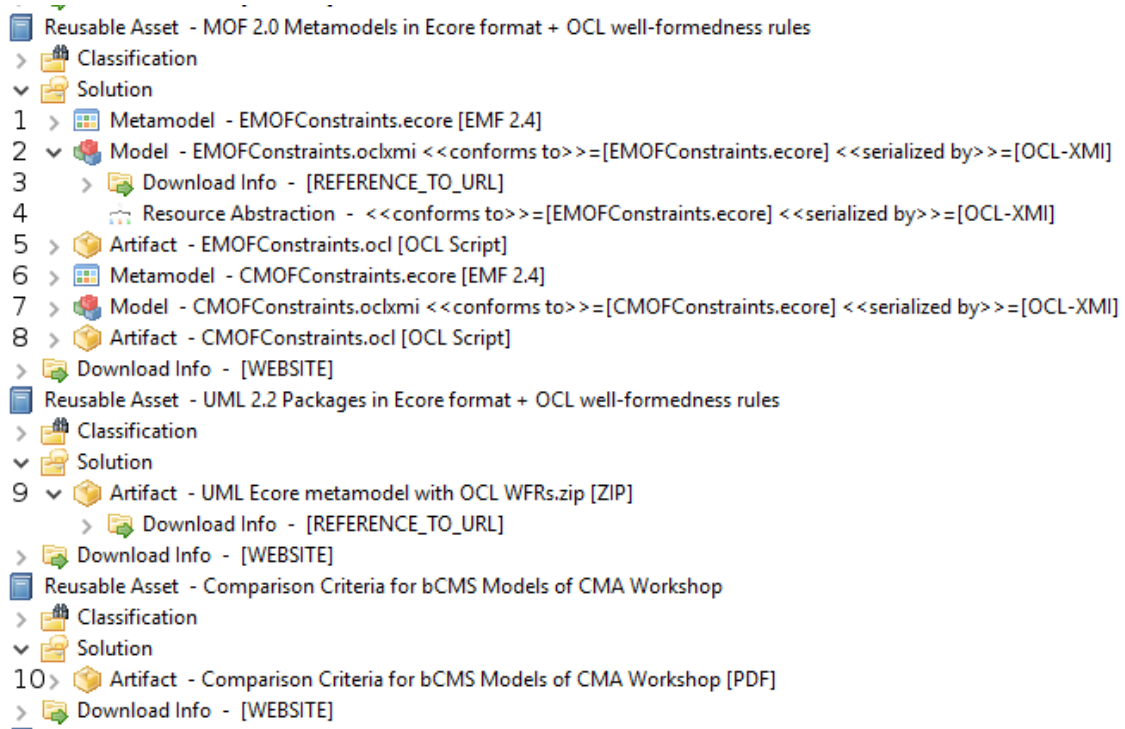 Reusable Asset - MOF 2.0 Metamodels in Ecore format + OCL well-formedness rules
Classification
Solution
1 Metamodel - EMOFConstraints.ecore [EMF 2.4]
2 Model - EMOFConstraints.oclxmi <<conforms to>>=[EMOFConstraints.ecore] <<serialized by>>=[OCL-XMI]
3 Download Info - [REFERENCE_TO_URL]
4 Resource Abstraction - <<conforms to>>=[EMOFConstraints.ecore] <<serialized by>>=[OCL-XMI]
5 Artifact - EMOFConstraints.ocl [OCL Script]
6 Metamodel - CMOFConstraints.ecore [EMF 2.4]
7 Model - CMOFConstraints.oclxmi <<conforms to>>=[CMOFConstraints.ecore] <<serialized by>>=[OCL-XMI]
8 Artifact - CMOFConstraints.ocl [OCL Script]
Download Info - [WEBSITE]
Reusable Asset - UML 2.2 Packages in Ecore format + OCL well-formedness rules
Classification
Solution
9 Artifact - UML Ecore metamodel with OCL WFRs.zip [ZIP]
Download Info - [REFERENCE_TO_URL]
Download Info - [WEBSITE]
Reusable Asset - Comparison Criteria for bCMS Models of CMA Workshop
Classification
Solution
10 Artifact - Comparison Criteria for bCMS Models of CMA Workshop [PDF]
Download Info - [WEBSITE]